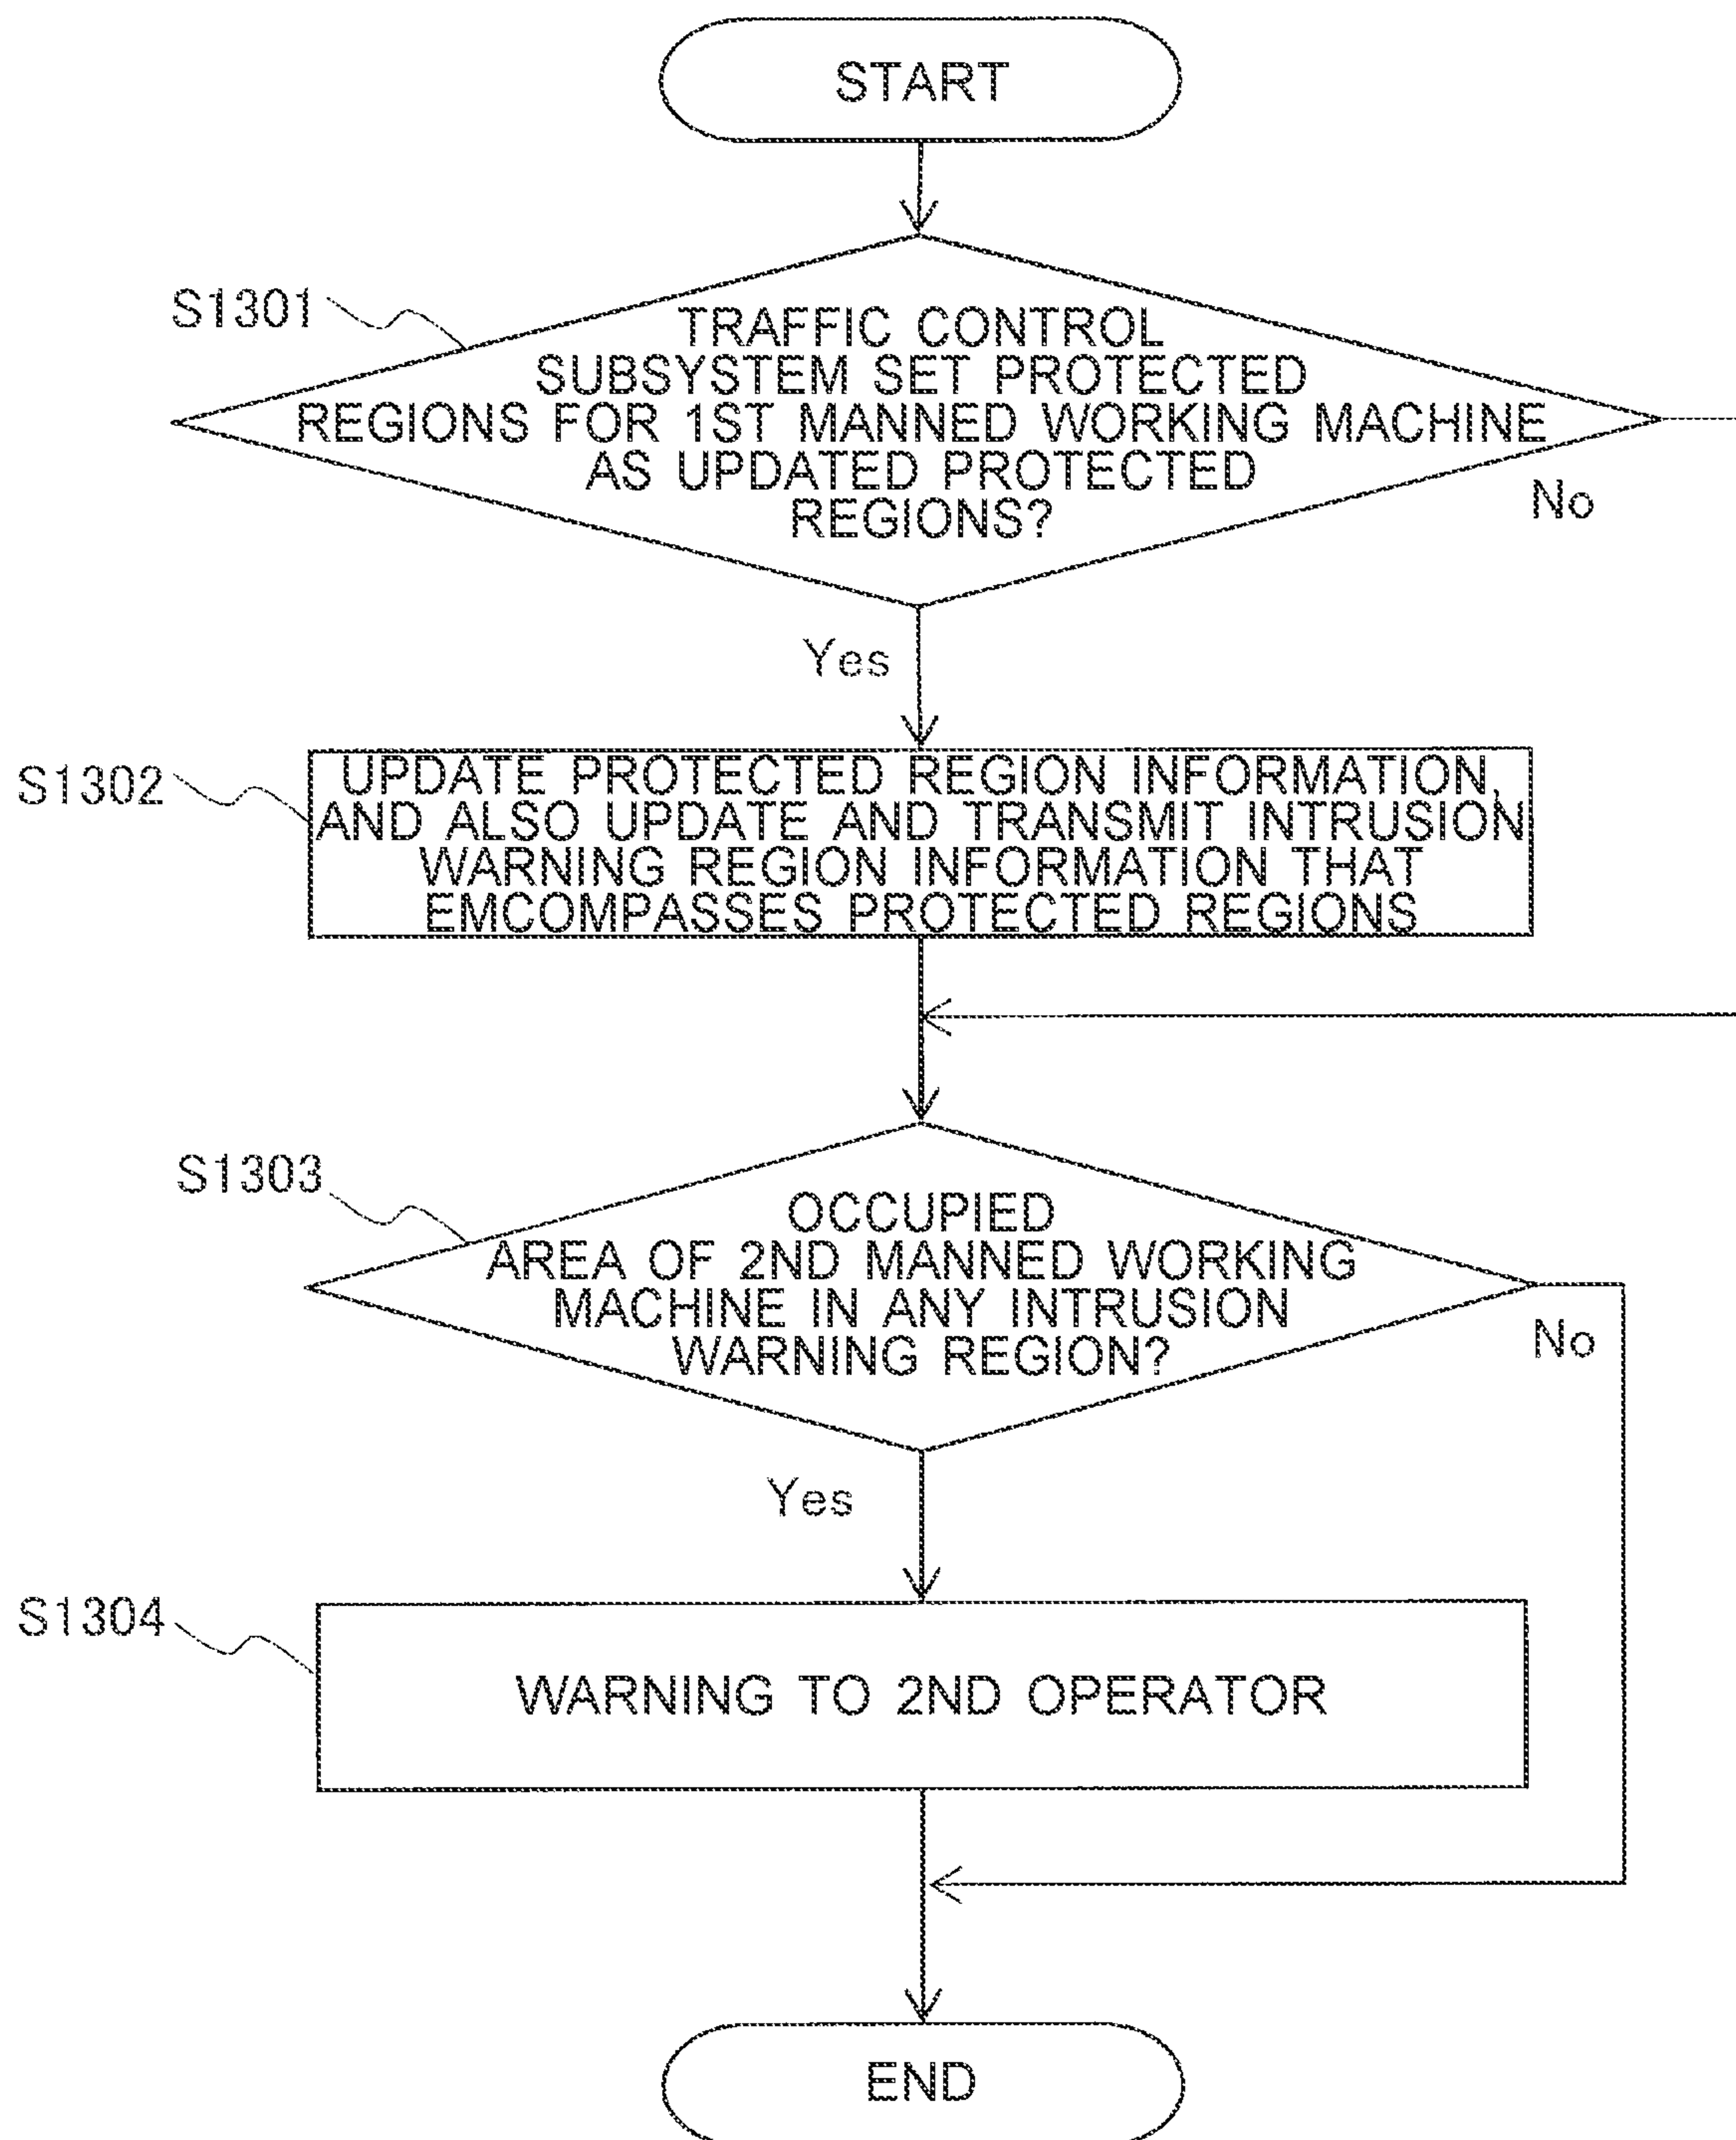 START
S1301
TRAFFIC CONTROL
SUBSYSTEM SET PROTECTED
REGIONS FOR 1ST MANNED WORKING MACHINE
AS UPDATED PROTECTED
REGIONS?
No
Yes
S1302
UPDATE PROTECTED REGION INFORMATION,
AND ALSO UPDATE AND TRANSMIT INTRUSION
WARNING REGION INFORMATION THAT
EMCOMPASSES PROTECTED REGIONS
S1303
OCCUPIED
AREA OF 2ND MANNED WORKING
MACHINE IN ANY INTRUSION
WARNING REGION?
No
Yes
S1304
WARNING TO 2ND OPERATOR
END